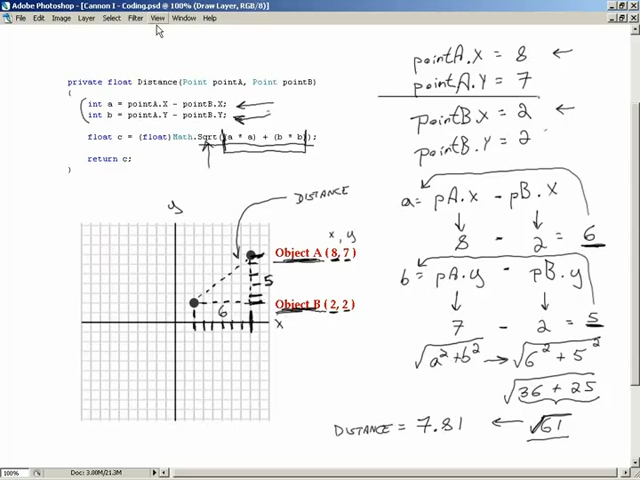 Adobe Photoshop - [Cannon I - Coding.psd @ 100% (Draw Layer, RGB/8)]
File Edit Image Layer Select Filter View Window Help
private float Distance(Point pointA, Point pointB)
{
int a = pointA.X - pointB.X;
int b = pointA.Y - pointB.Y;
float c = (float)Math.Sqrt((a * a) + (b * b));
return c;
}
pointA.X = 8 ←
pointA.Y = 7
pointB.X = 2 ←
pointB.Y = 2
a = pA.X - pB.X
8 - 2 = 6
b = pA.y - pB.y
7 - 2 = 5
√a²+b² → √6² + 5²
√36 + 25
DISTANCE = 7.81 ← √61
y
DISTANCE
x, y
Object A ( 8, 7 )
5
Object B ( 2, 2 )
6
x
100%
Doc: 3.00M/21.3M